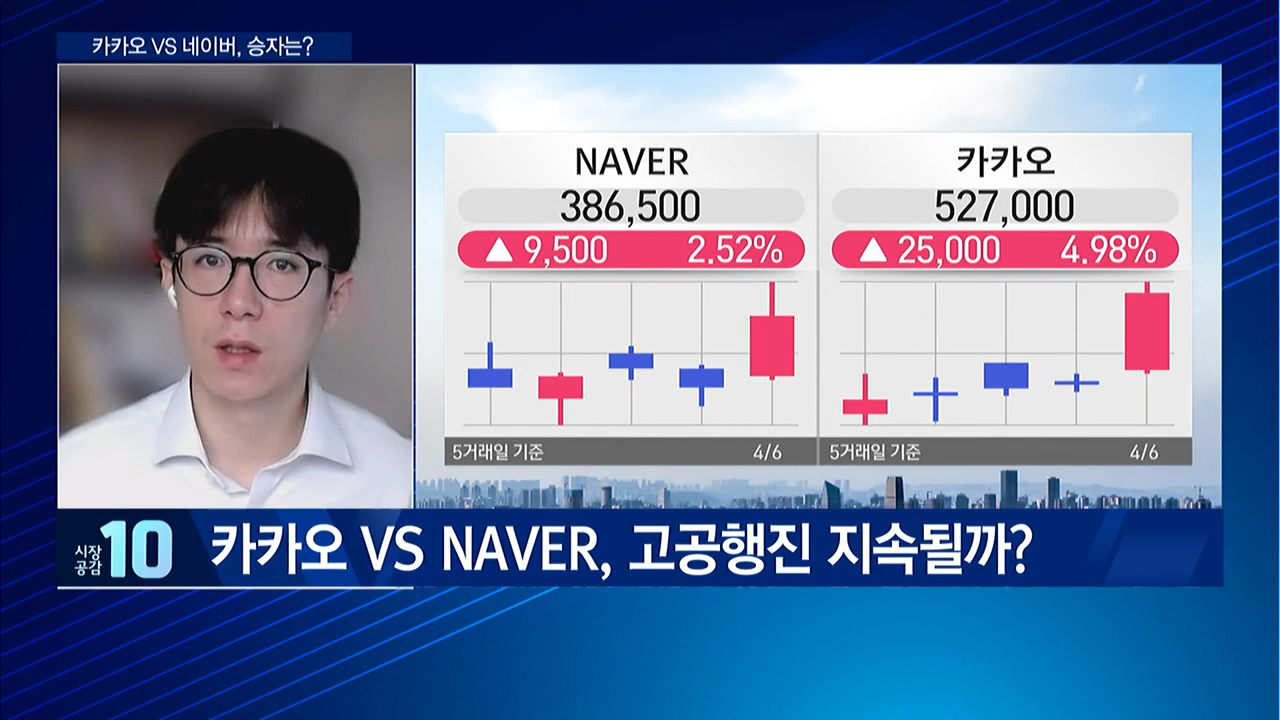 카카오 VS 네이버, 승자는?
NAVER
386,500
▲ 9,500 2.52%
5거래일 기준 4/6
카카오
527,000
▲ 25,000 4.98%
5거래일 기준 4/6
시장
공감
10
카카오 VS NAVER, 고공행진 지속될까?